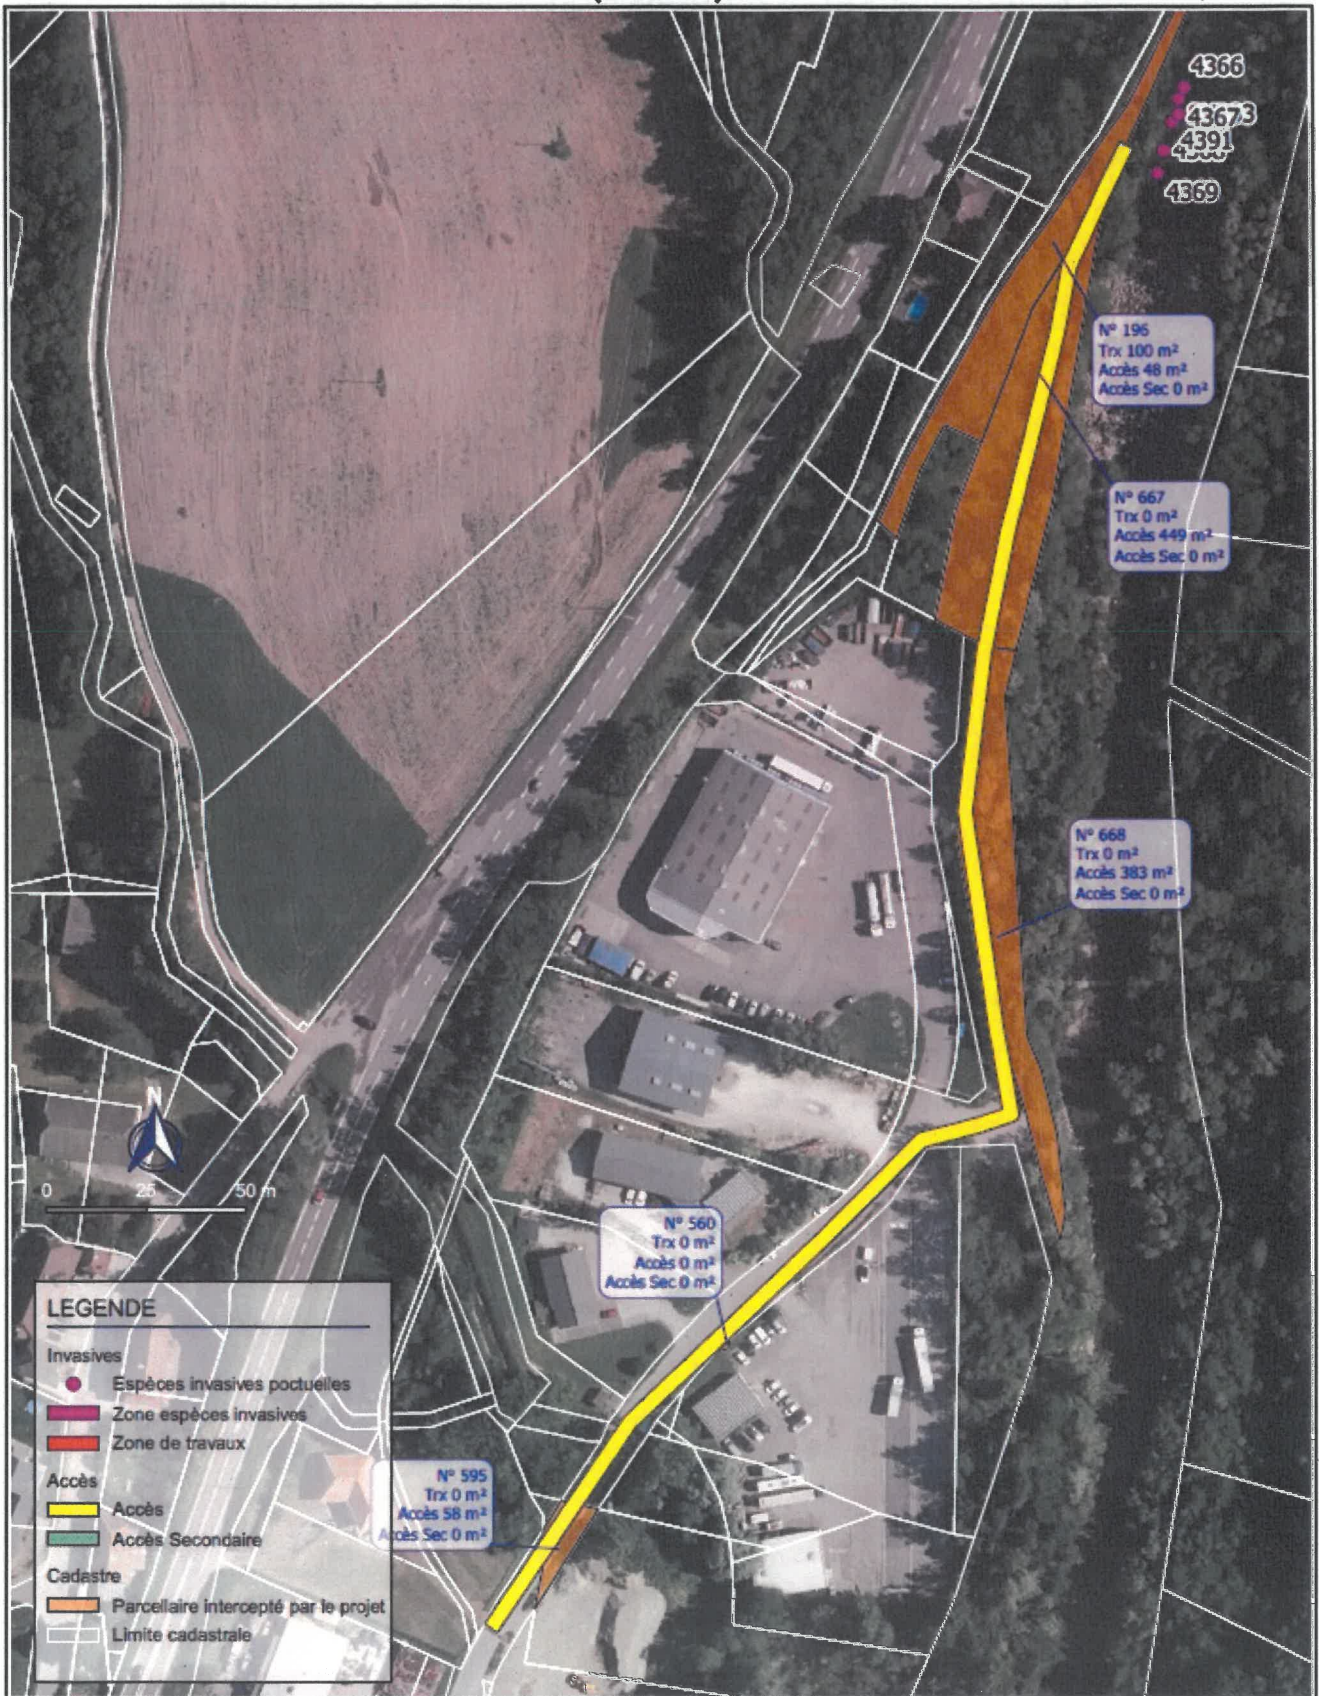 4366
4367
4391
4369
N° 196
Trx 100 m²
Accès 48 m²
Accès Sec 0 m²
N° 667
Trx 0 m²
Accès 449 m²
Accès Sec 0 m²
N° 668
Trx 0 m²
Accès 383 m²
Accès Sec 0 m²
N
0 25 50 m
N° 560
Trx 0 m²
Accès 0 m²
Accès Sec 0 m²
LEGENDE
Invasives
Espèces invasives poctuelles
Zone espèces invasives
Zone de travaux
Accès
Accès
Accès Secondaire
Cadastre
Parcellaire intercepté par le projet
Limite cadastrale
N° 595
Trx 0 m²
Accès 58 m²
Accès Sec 0 m²